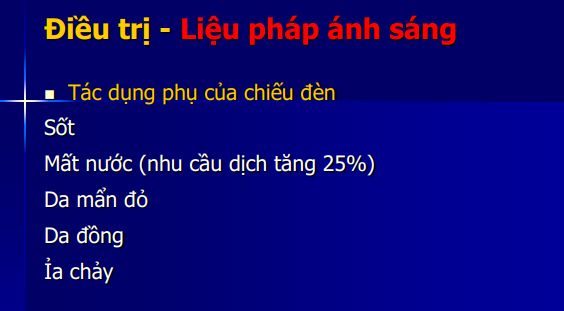 Điều trị - Liệu pháp ánh sáng
Tác dụng phụ của chiếu đèn
Sốt
Mất nước (nhu cầu dịch tăng 25%)
Da mẩn đỏ
Da đồng
Ỉa chảy